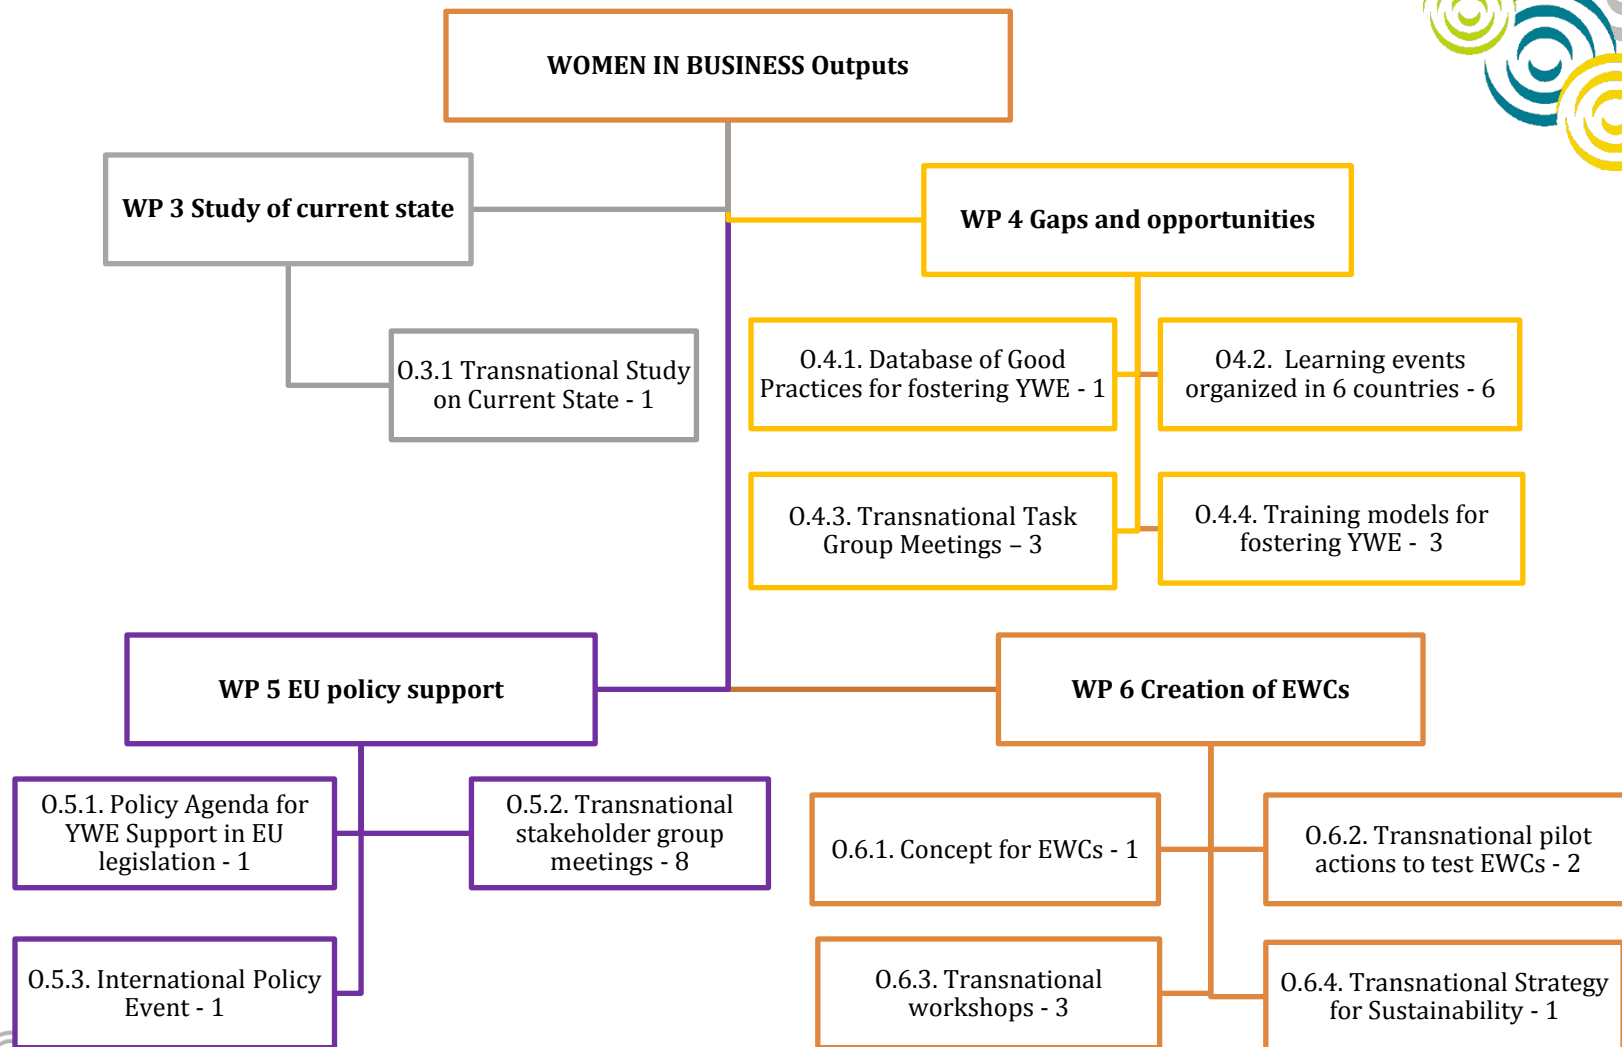 WOMEN IN BUSINESS Outputs
WP 3 Study of current state
WP 4 Gaps and opportunities
O.3.1 Transnational Study
on Current State - 1
O.4.1. Database of Good
Practices for fostering YWE - 1
O4.2.  Learning events
organized in 6 countries - 6
O.4.3. Transnational Task
Group Meetings – 3
O.4.4. Training models for
fostering YWE -  3
WP 5 EU policy support
WP 6 Creation of EWCs
O.5.1. Policy Agenda for
YWE Support in EU
legislation - 1
O.5.2. Transnational
stakeholder group
meetings - 8
O.5.3. International Policy
Event - 1
O.6.1. Concept for EWCs - 1
O.6.2. Transnational pilot
actions to test EWCs - 2
O.6.3. Transnational
workshops - 3
O.6.4. Transnational Strategy
for Sustainability - 1